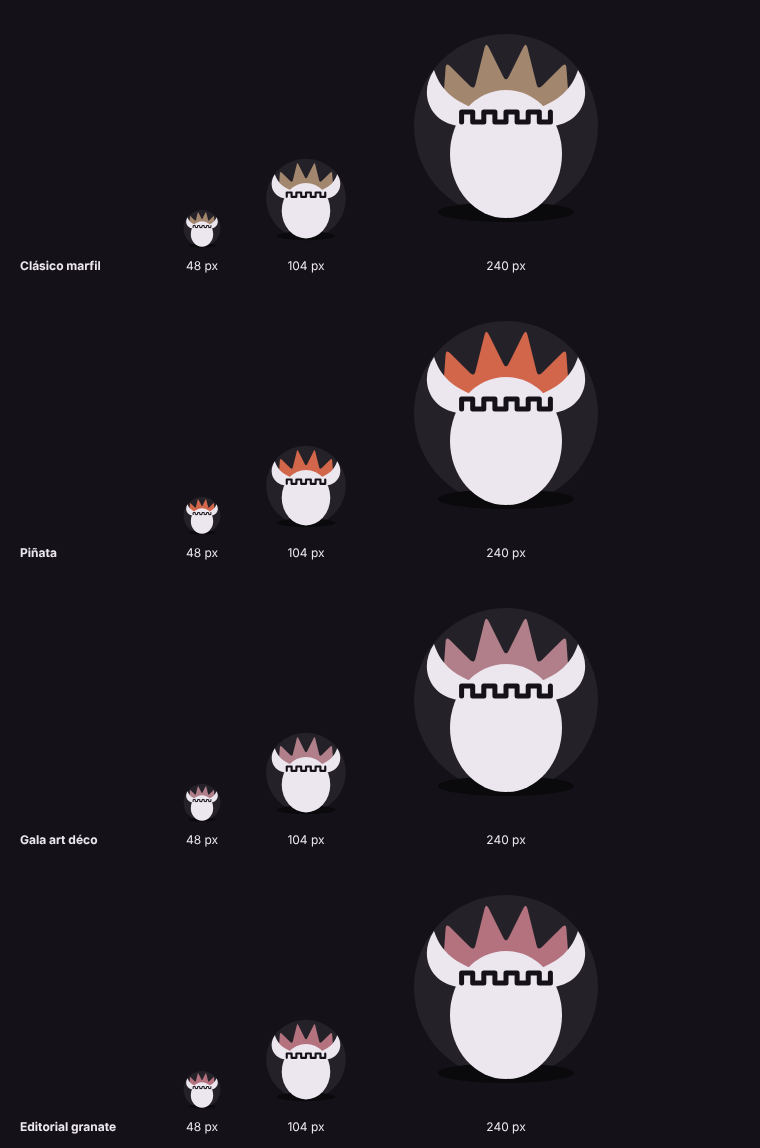 Clásico marfil 48 px 104 px 240 px
Piñata 48 px 104 px 240 px
Gala art déco 48 px 104 px 240 px
Editorial granate 48 px 104 px 240 px